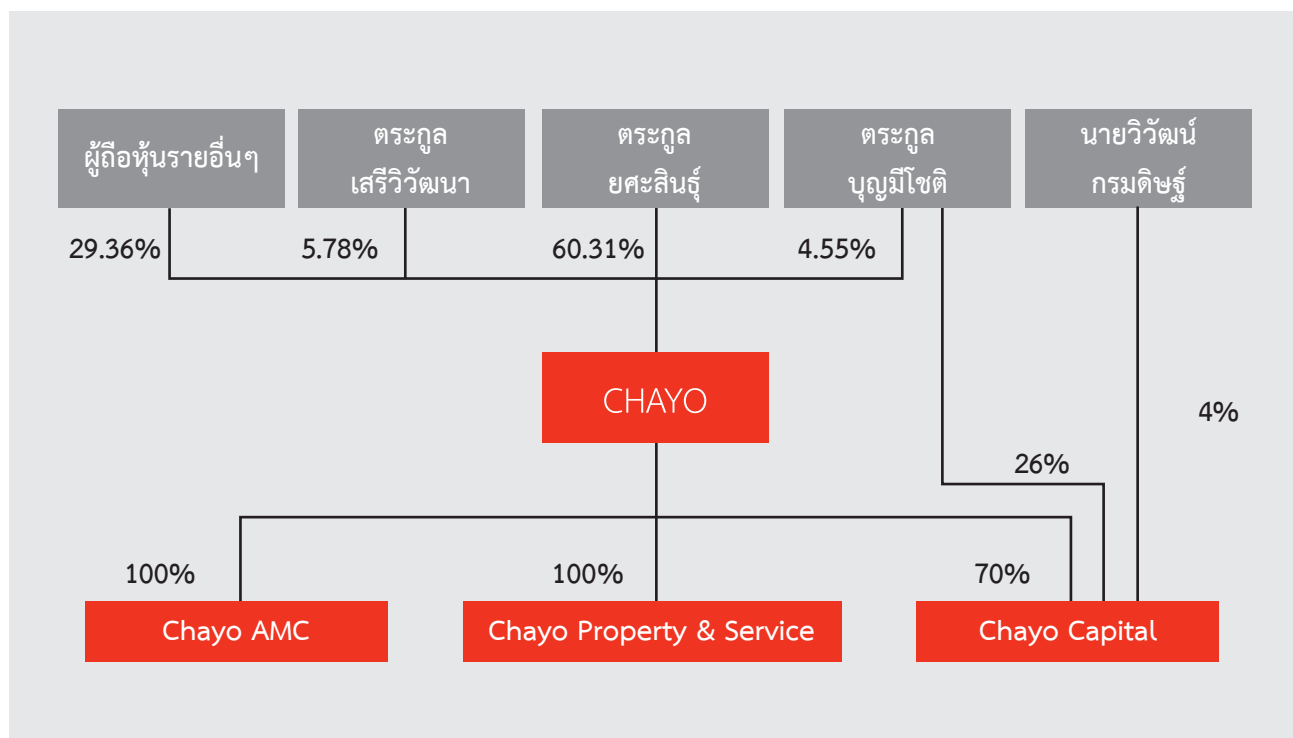 ผู้ถือหุ้นรายอื่นๆ
ตระกูล
เสรีวิวัฒนา
ตระกูล
ยศะสินธุ์
ตระกูล
บุญมีโชติ
นายวิวัฒน์
กรมดิษฐ์
29.36%
5.78%
60.31%
4.55%
CHAYO
4%
26%
100%
100%
70%
Chayo AMC
Chayo Property & Service
Chayo Capital